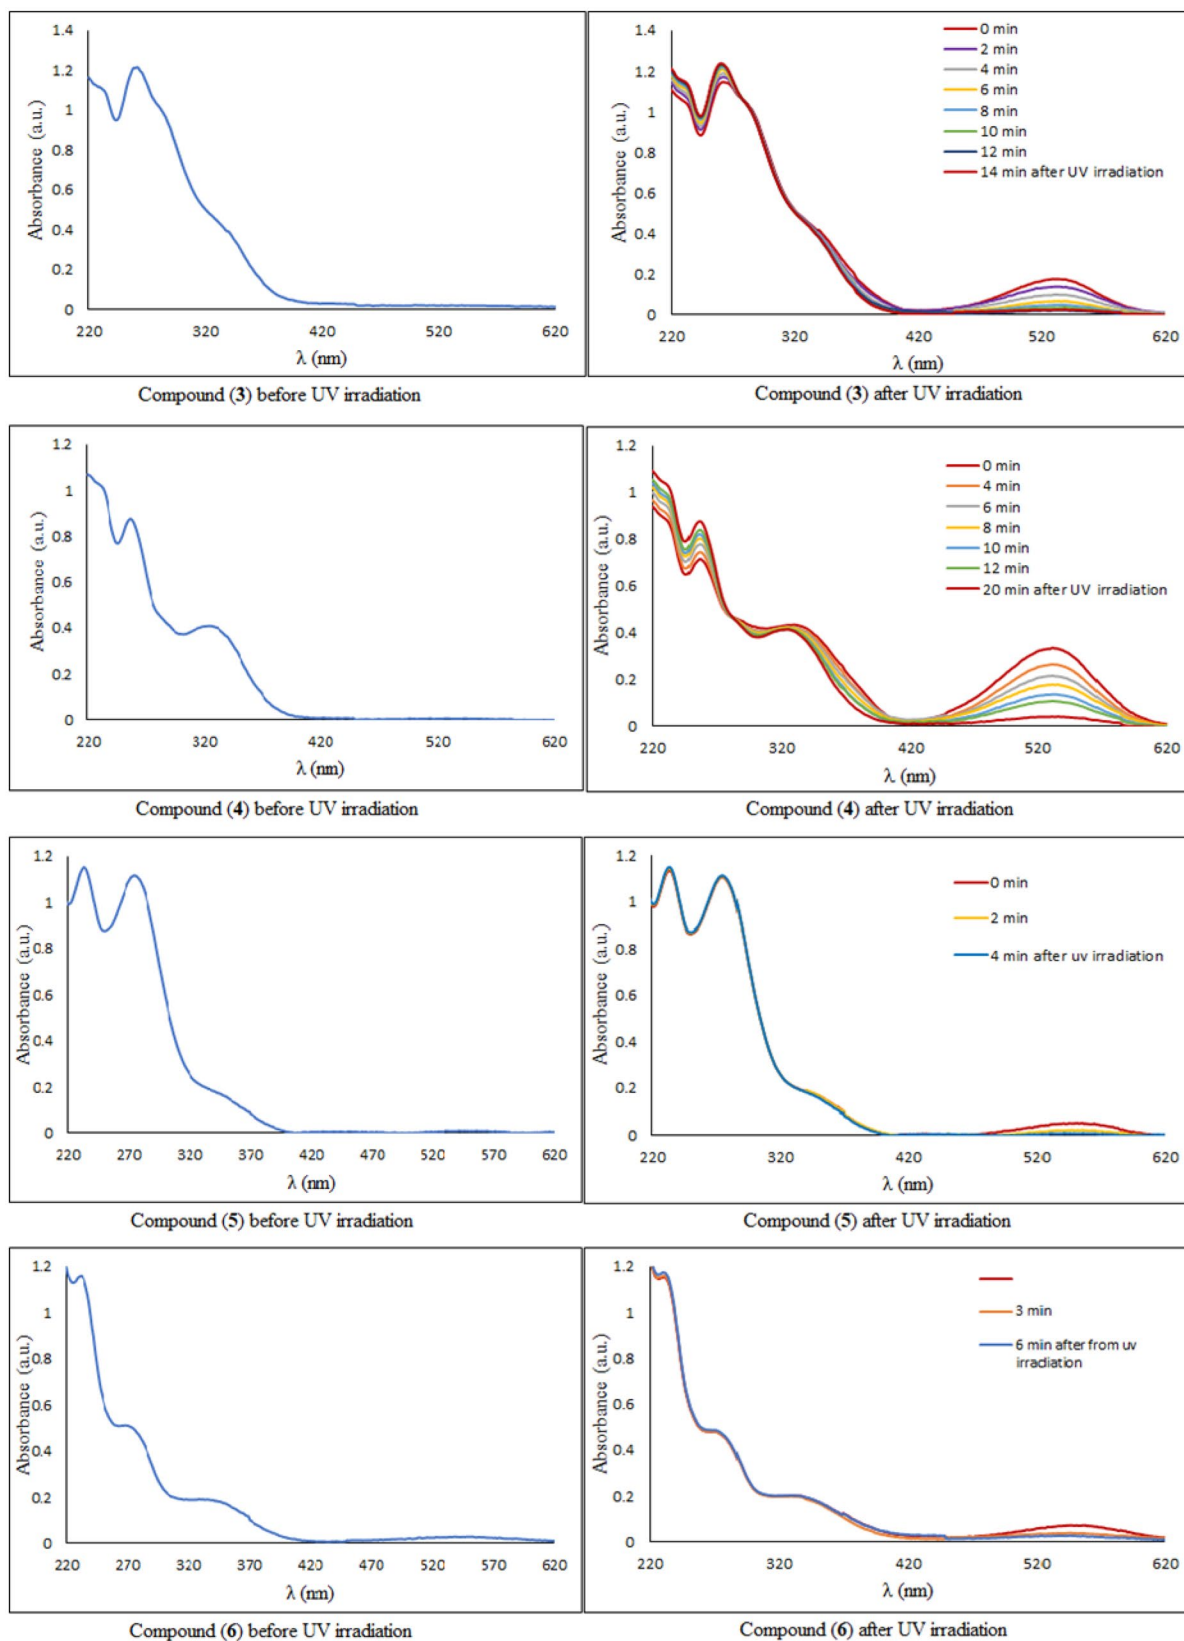 1.4
1.2
1
0.8
0.6
0.4
0.2
0
Absorbance (a.u.)
220 320 420 520 620
λ (nm)
Compound (3) before UV irradiation
1.4
1.2
1.0
0.8
0.6
0.4
0.2
0
Absorbance (a.u.)
0 min
2 min
4 min
6 min
8 min
10 min
12 min
14 min after UV irradiation
220 320 420 520 620
λ (nm)
Compound (3) after UV irradiation
1.2
1
0.8
0.6
0.4
0.2
0
Absorbance (a.u.)
220 320 420 520 620
λ (nm)
Compound (4) before UV irradiation
1.2
1
0.8
0.6
0.4
0.2
0
Absorbance (a.u.)
0 min
4 min
6 min
8 min
10 min
12 min
20 min after UV irradiation
220 320 420 520 620
λ (nm)
Compound (4) after UV irradiation
1.2
1
0.8
0.6
0.4
0.2
0
Absorbance (a.u.)
220 270 320 370 420 470 520 570 620
λ (nm)
Compound (5) before UV irradiation
1.2
1
0.8
0.6
0.4
0.2
0
Absorbance (a.u.)
0 min
2 min
4 min after uv irradiation
220 320 420 520 620
λ (nm)
Compound (5) after UV irradiation
1.2
1
0.8
0.6
0.4
0.2
0
Absorbance (a.u.)
220 270 320 370 420 470 520 570 620
λ (nm)
Compound (6) before UV irradiation
1.2
1
0.8
0.6
0.4
0.2
0
Absorbance (a.u.)
3 min
6 min after from uv
irradiation
220 320 420 520 620
λ (nm)
Compound (6) after UV irradiation